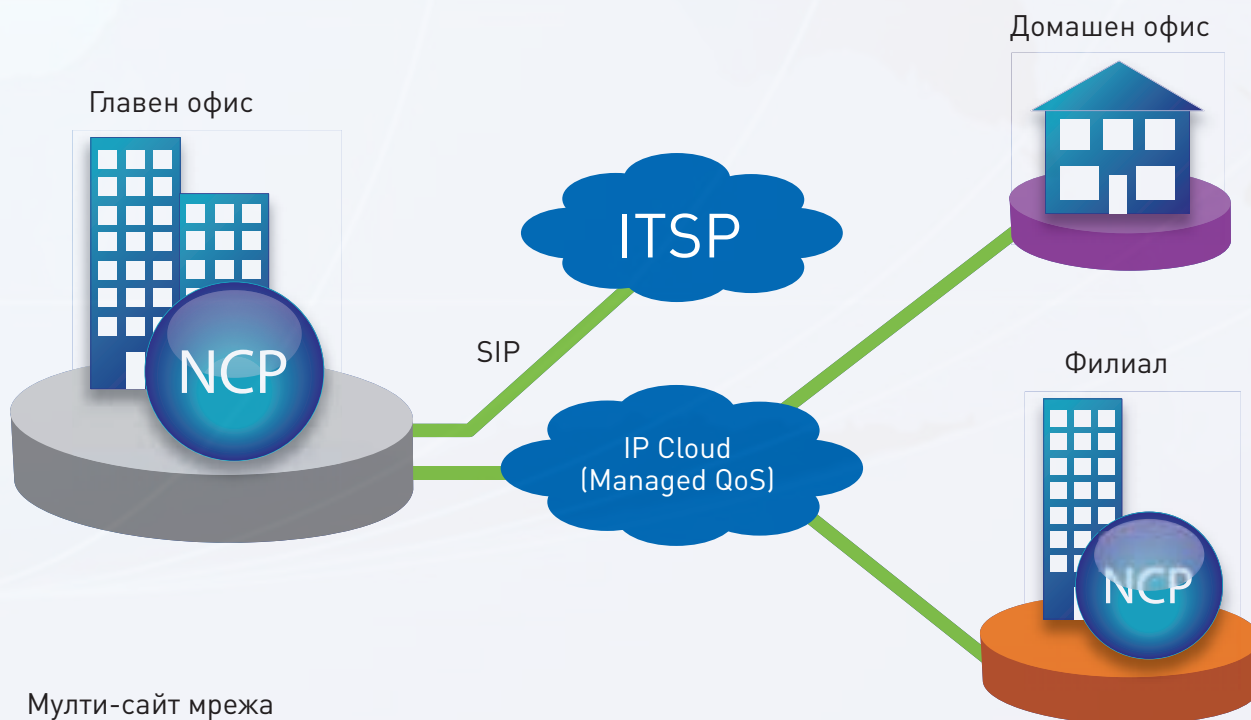 Домашен офис
Главен офис
ITSP
NCP
SIP
Филиал
IP Cloud
(Managed QoS)
NCP
Мулти-сайт мрежа